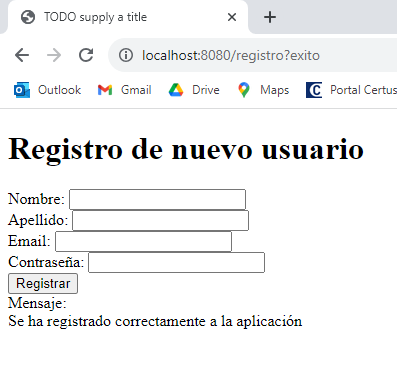 TODO supply a title
localhost:8080/registro?exito
Outlook Gmail Drive Maps Portal Certus
Registro de nuevo usuario
Nombre:
Apellido:
Email:
Contraseña:
Registrar
Mensaje:
Se ha registrado correctamente a la aplicación